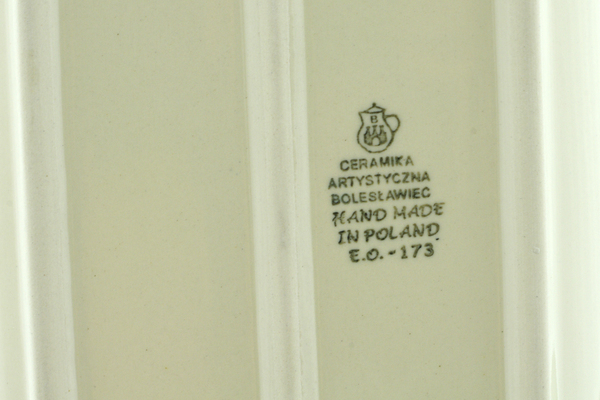 B
CERAMIKA
ARTYSTYCZNA
BOLESŁAWIEC
HAND MADE
IN POLAND
E.O. - 173